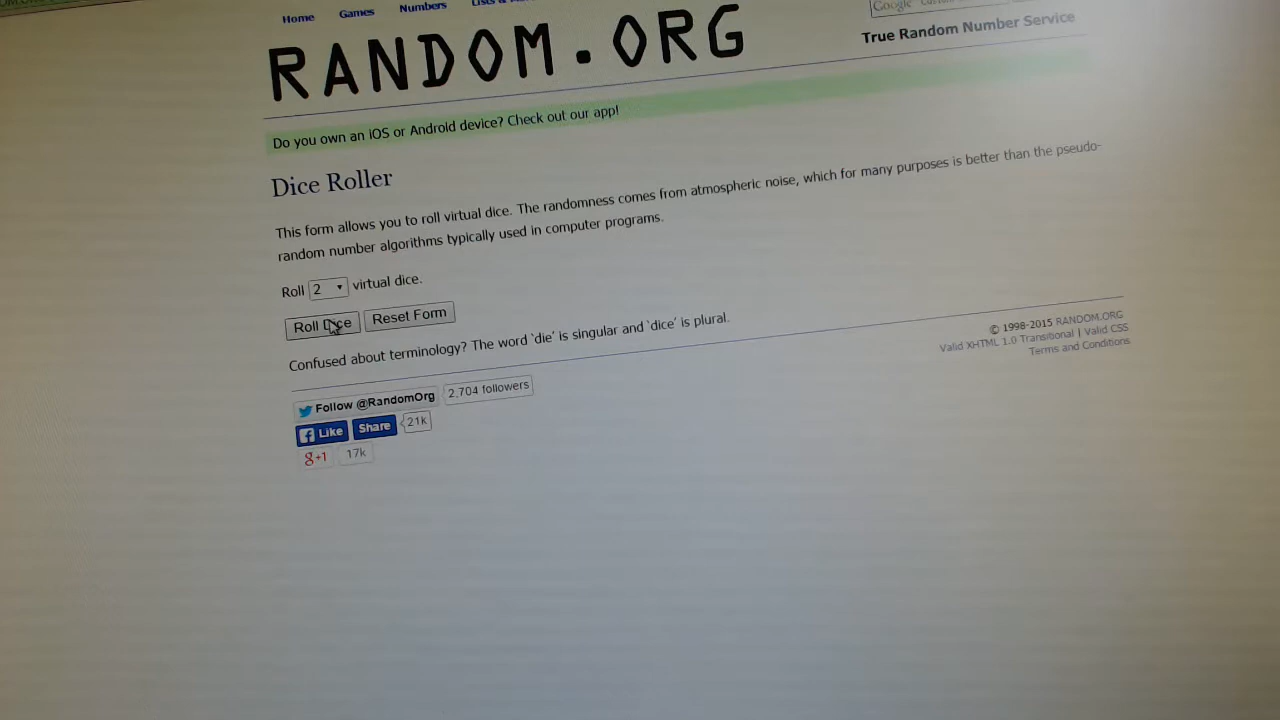 Home Games Numbers
RANDOM.ORG
Google
True Random Number Service
Do you own an iOS or Android device? Check out our app!
Dice Roller
This form allows you to roll virtual dice. The randomness comes from atmospheric noise, which for many purposes is better than the pseudo-
random number algorithms typically used in computer programs.
Roll 2 virtual dice.
Roll Dice Reset Form
Confused about terminology? The word `die' is singular and `dice' is plural.
© 1998-2015 RANDOM.ORG
Valid XHTML 1.0 Transitional | Valid CSS
Terms and Conditions
Follow @RandomOrg 2,704 followers
Like Share 21k
g+1 17k